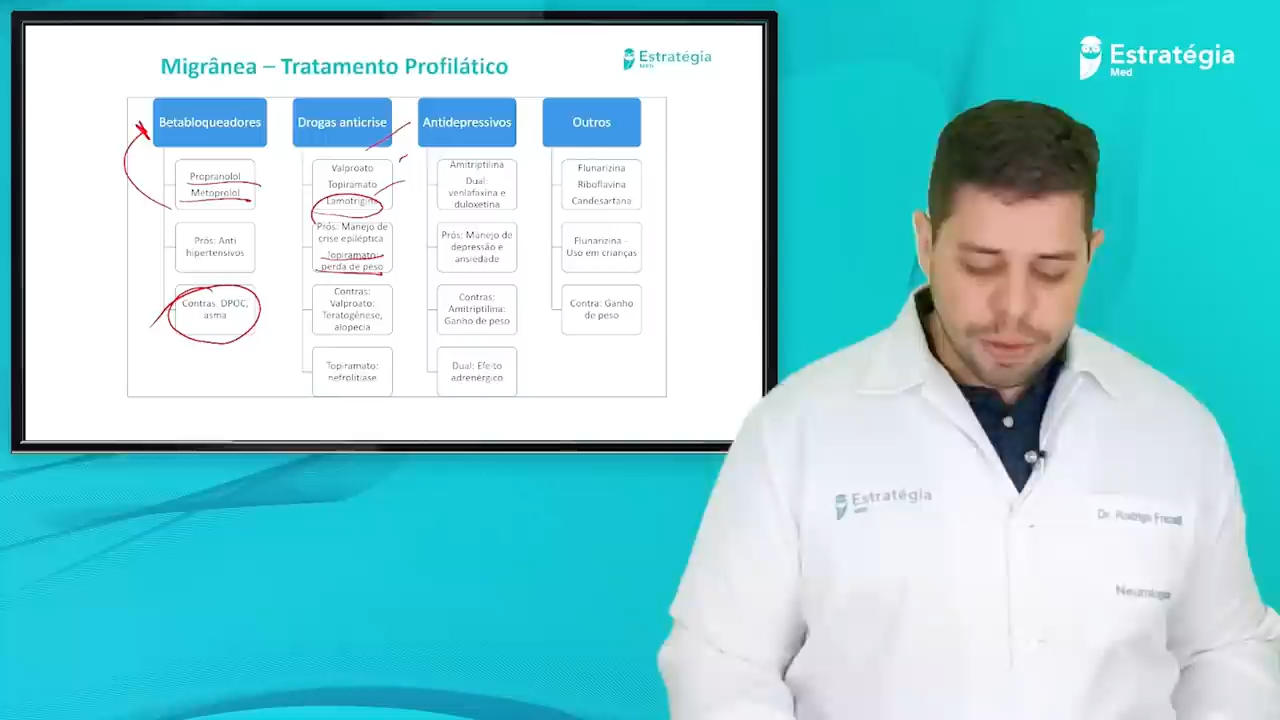 Migrânea – Tratamento Profilático
Estratégia
MED
Betabloqueadores
Propranolol
Metoprolol
Prós: Anti
hipertensivos
Contras: DPOC,
asma
Drogas anticrise
Valproato
Topiramato
Lamotrigina
Prós: Manejo de
crise epiléptica
Topiramato:
perda de peso
Contras:
Valproato:
Teratogênese,
alopecia
Topiramato:
nefrolitíase
Antidepressivos
Amitriptilina
Dual:
venlafaxina e
duloxetina
Prós: Manejo de
depressão e
ansiedade
Contras:
Amitriptilina:
Ganho de peso
Dual: Efeito
adrenérgico
Outros
Flunarizina
Riboflavina
Candesartana
Flunarizina -
Uso em crianças
Contra: Ganho
de peso
Estratégia
Med
Estratégia
MED
Dr. Rodrigo
Neurologia